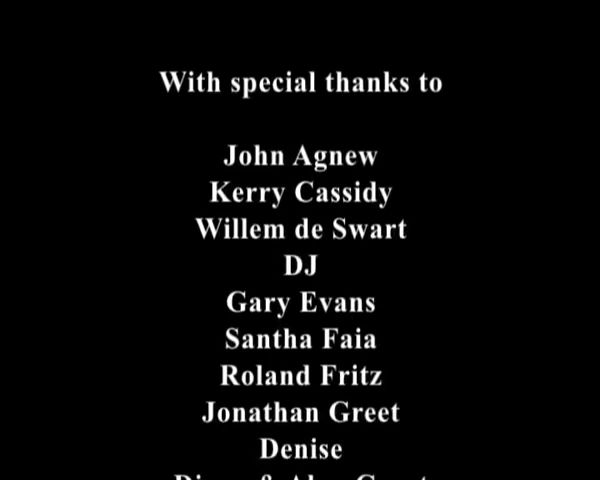 With special thanks to
John Agnew
Kerry Cassidy
Willem de Swart
DJ
Gary Evans
Santha Faia
Roland Fritz
Jonathan Greet
Denise